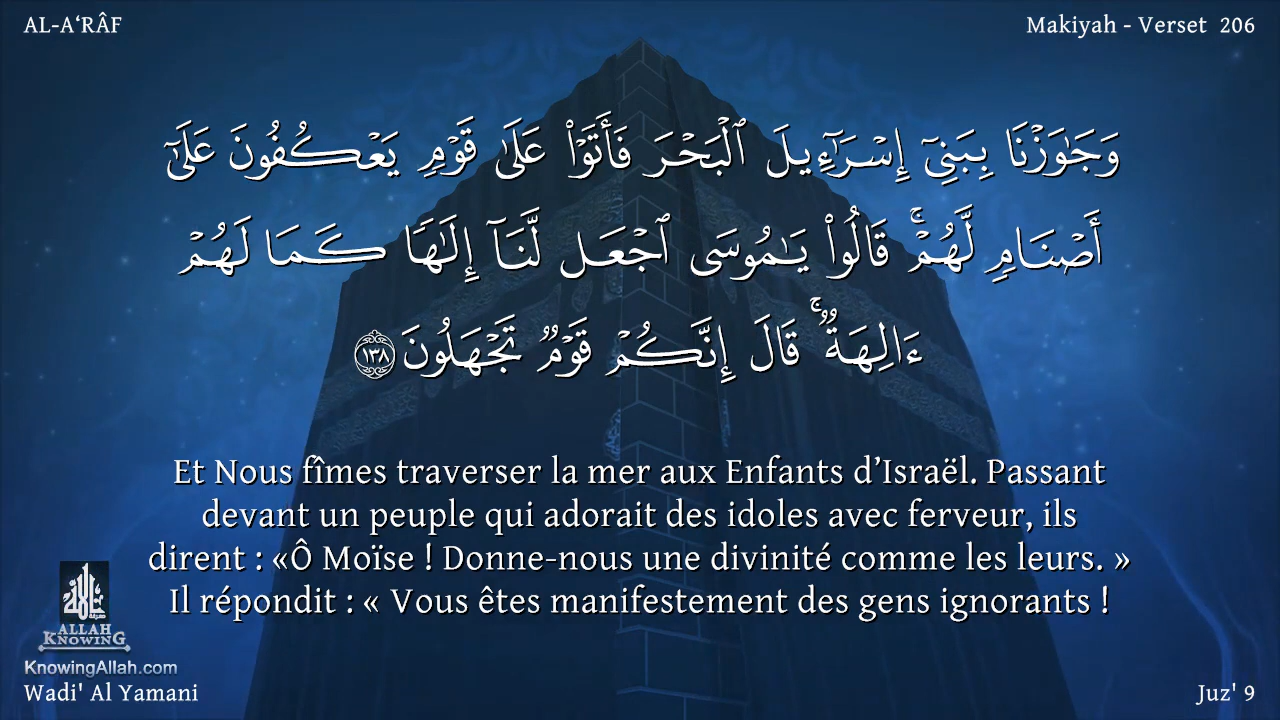 AL-A‘RÂF
Makiyah - Verset 206
وَجَٰوَزْنَا بِبَنِىٓ إِسْرَٰٓءِيلَ ٱلْبَحْرَ فَأَتَوْا۟ عَلَىٰ قَوْمٍ يَعْكُفُونَ عَلَىٰٓ
أَصْنَامٍ لَّهُمْ ۚ قَالُوا۟ يَٰمُوسَى ٱجْعَل لَّنَآ إِلَٰهًا كَمَا لَهُمْ
ءَالِهَةٌ ۚ قَالَ إِنَّكُمْ قَوْمٌ تَجْهَلُونَ ١٣٨
Et Nous fîmes traverser la mer aux Enfants d’Israël. Passant
devant un peuple qui adorait des idoles avec ferveur, ils
dirent : «Ô Moïse ! Donne-nous une divinité comme les leurs. »
Il répondit : « Vous êtes manifestement des gens ignorants !
ALLAH
KNOWING
KnowingAllah.com
Wadi' Al Yamani
Juz' 9